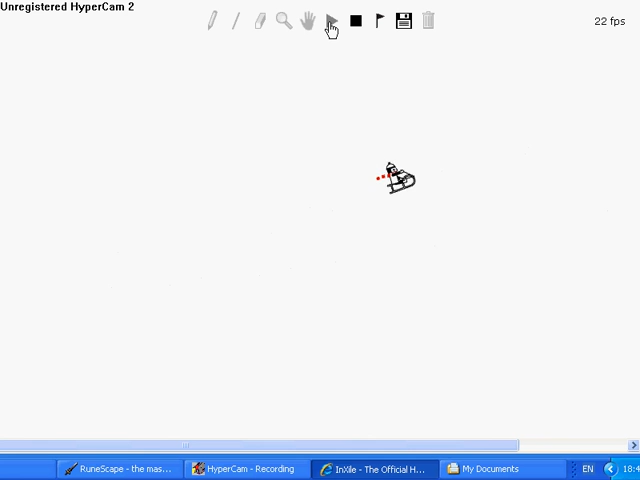 Unregistered HyperCam 2
22 fps
RuneScape - the mas...
HyperCam - Recording
InXile - The Official H...
My Documents
EN
18:4